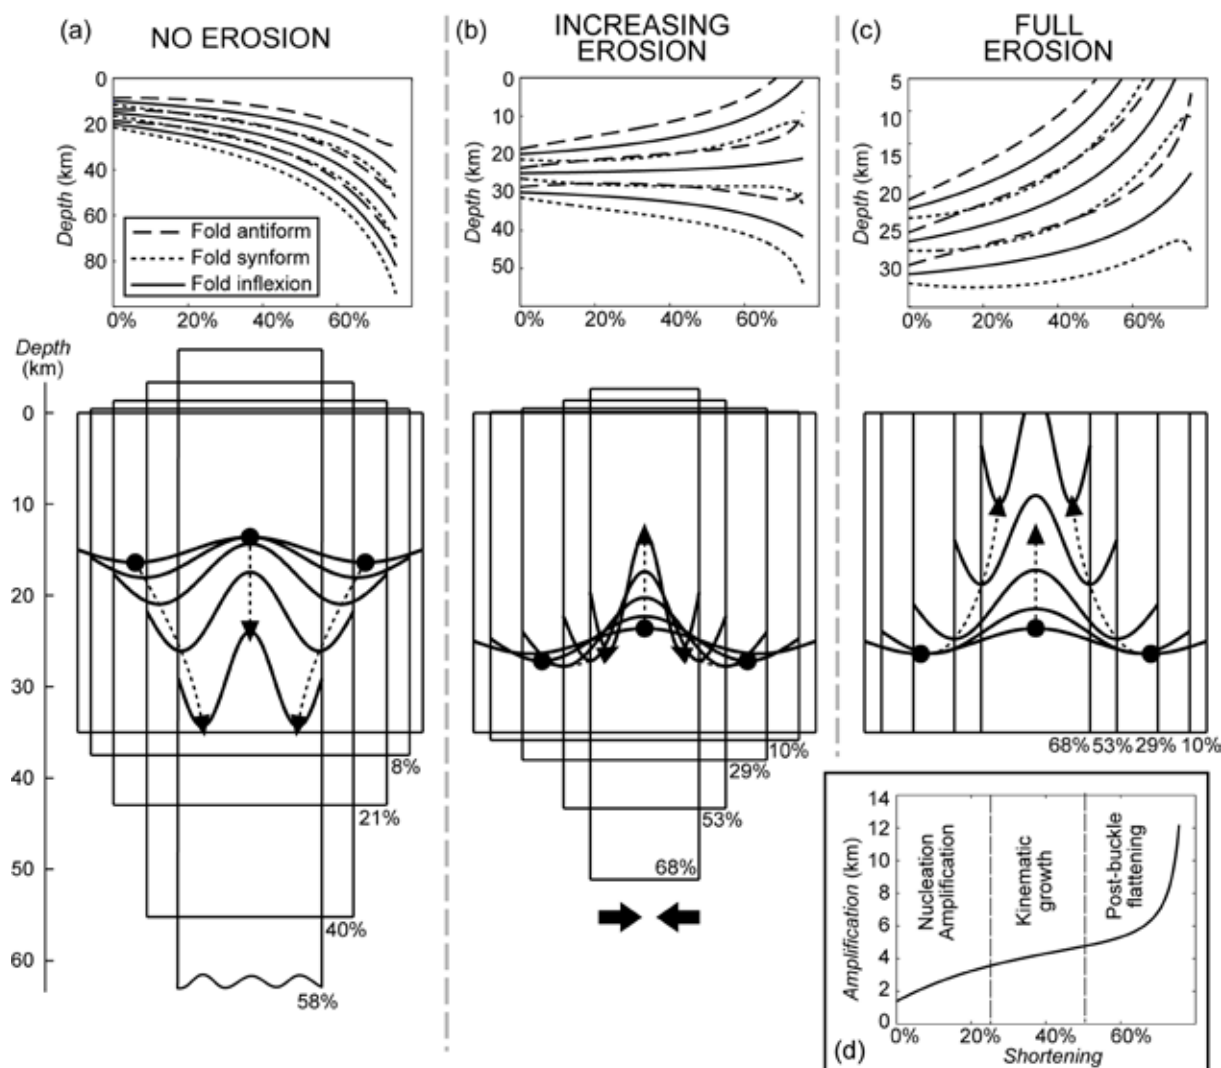 (a)
NO EROSION
(b)
INCREASING
EROSION
(c)
FULL
EROSION
Depth (km)
0
20
40
60
80
Fold antiform
Fold synform
Fold inflexion
0%
20%
40%
60%
Depth (km)
0
10
20
30
40
50
0%
20%
40%
60%
Depth (km)
5
10
15
20
25
30
0%
20%
40%
60%
Depth
(km)
0
10
20
30
40
50
60
8%
21%
40%
58%
10%
29%
53%
68%
68% 53% 29% 10%
Amplification (km)
14
12
10
8
6
4
2
0
Nucleation
Amplification
Kinematic
growth
Post-buckle
flattening
0%
20%
40%
60%
Shortening
(d)